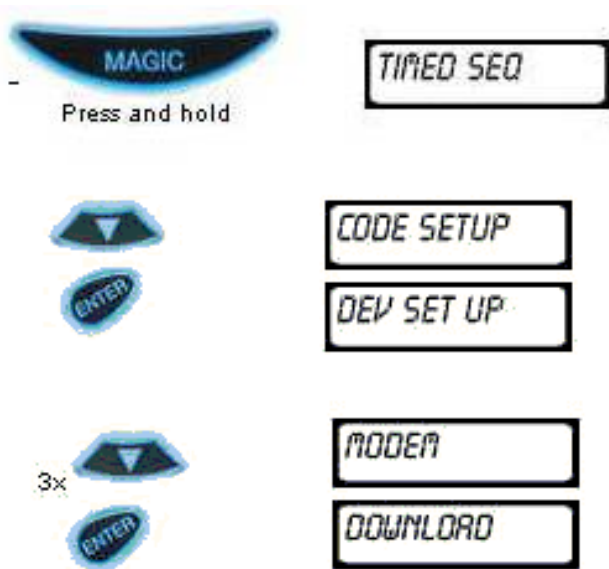 MAGIC
TIMED SEQ
Press and hold
CODE SETUP
ENTER
DEV SET UP
MODEM
3x
ENTER
DOWNLOAD